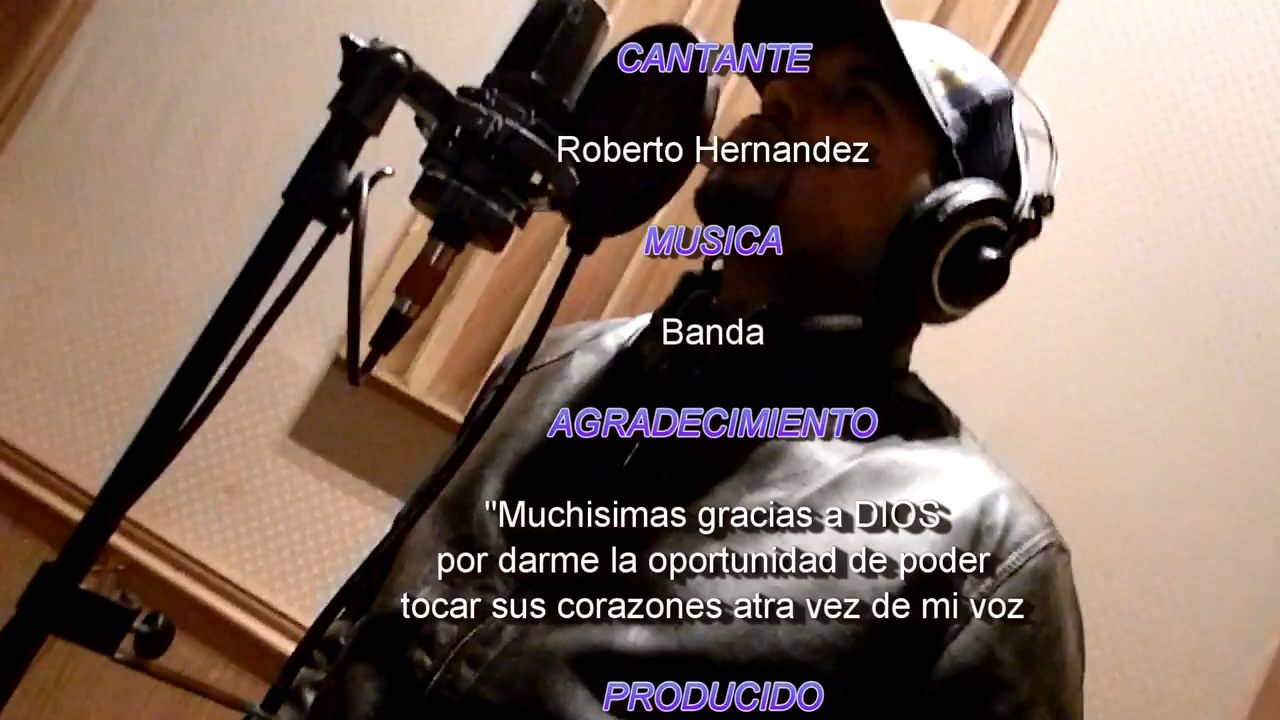 CANTANTE
Roberto Hernandez
MUSICA
Banda
AGRADECIMIENTO
"Muchisimas gracias a DIOS
por darme la oportunidad de poder
tocar sus corazones atra vez de mi voz
PRODUCIDO